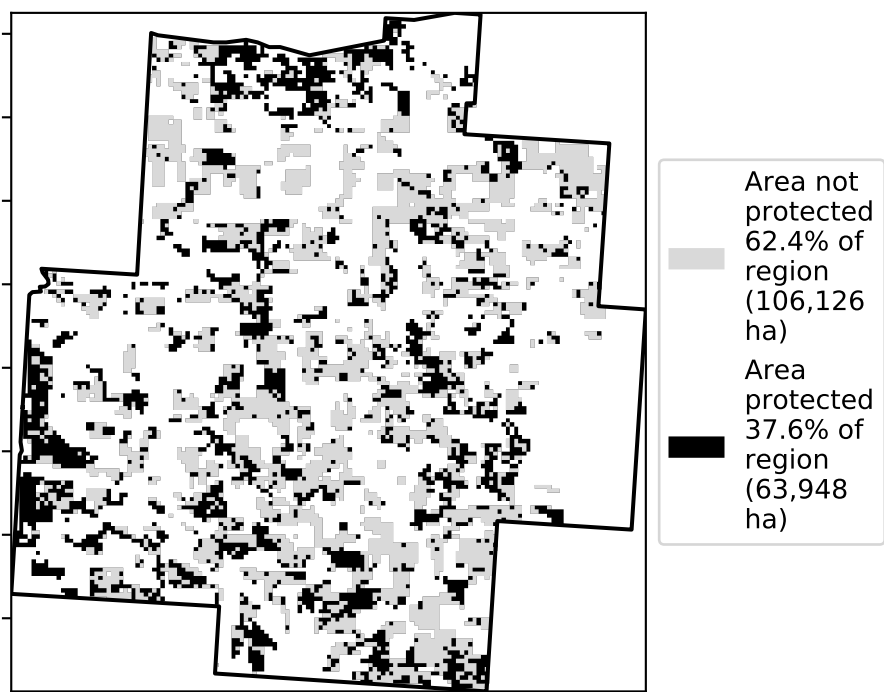 Area not
protected
62.4% of
region
(106,126
ha)
Area
protected
37.6% of
region
(63,948
ha)